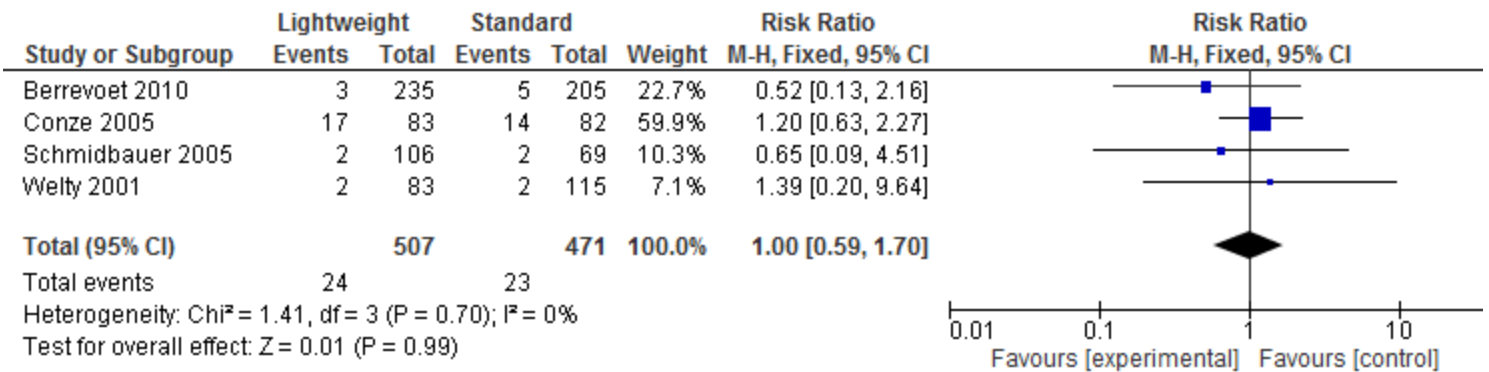 Lightweight Standard Risk Ratio Risk Ratio
Study or Subgroup Events Total Events Total Weight M-H, Fixed, 95% CI M-H, Fixed, 95% CI
Berrevoet 2010 3 235 5 205 22.7% 0.52 [0.13, 2.16]
Conze 2005 17 83 14 82 59.9% 1.20 [0.63, 2.27]
Schmidbauer 2005 2 106 2 69 10.3% 0.65 [0.09, 4.51]
Welty 2001 2 83 2 115 7.1% 1.39 [0.20, 9.64]
Total (95% CI) 507 471 100.0% 1.00 [0.59, 1.70]
Total events 24 23
Heterogeneity: Chi² = 1.41, df = 3 (P = 0.70); I² = 0%
Test for overall effect: Z = 0.01 (P = 0.99)
0.01 0.1 1 10
Favours [experimental] Favours [control]